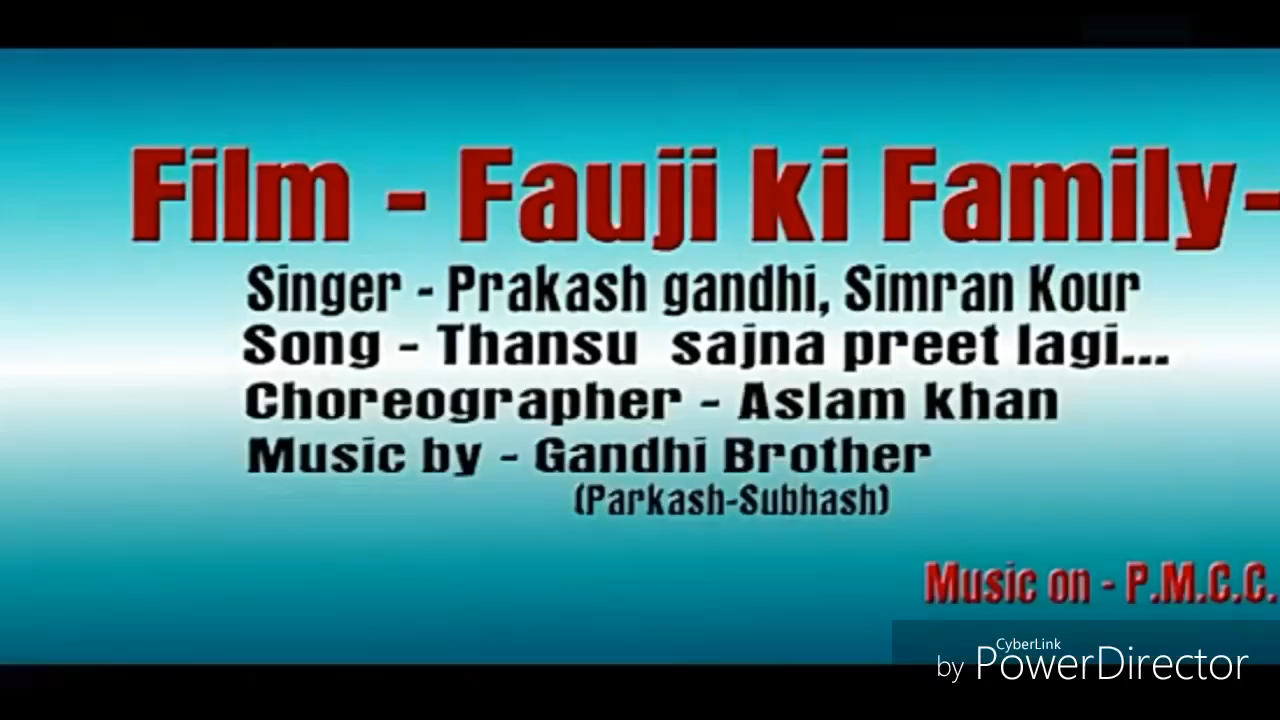 Film - Fauji ki Family-
Singer - Prakash gandhi, Simran Kour
Song - Thansu sajna preet lagi...
Choreographer - Aslam khan
Music by - Gandhi Brother
(Parkash-Subhash)
Music on - P.M.C.C.
CyberLink
by PowerDirector